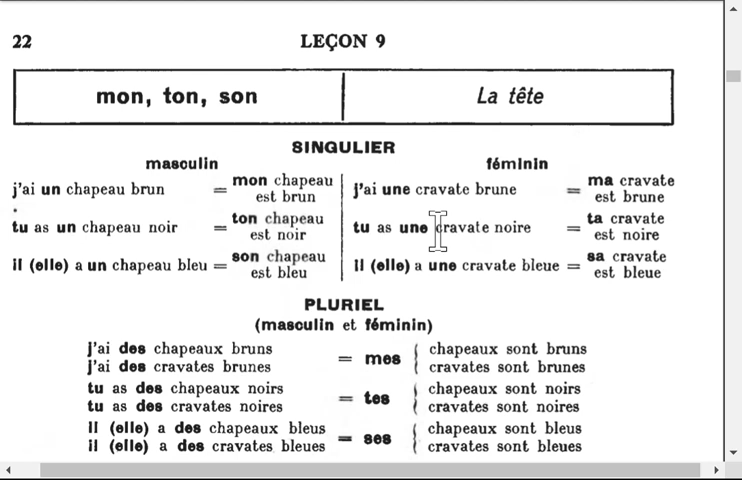 22 LEÇON 9
mon, ton, son La tête
SINGULIER
masculin féminin
j'ai un chapeau brun = mon chapeau est brun
j'ai une cravate brune = ma cravate est brune
tu as un chapeau noir = ton chapeau est noir
tu as une cravate noire = ta cravate est noire
il (elle) a un chapeau bleu = son chapeau est bleu
il (elle) a une cravate bleue = sa cravate est bleue
PLURIEL
(masculin et féminin)
j'ai des chapeaux bruns
j'ai des cravates brunes
= mes
chapeaux sont bruns
cravates sont brunes
tu as des chapeaux noirs
tu as des cravates noires
= tes
chapeaux sont noirs
cravates sont noires
il (elle) a des chapeaux bleus
il (elle) a des cravates bleues
= ses
chapeaux sont bleus
cravates sont bleues